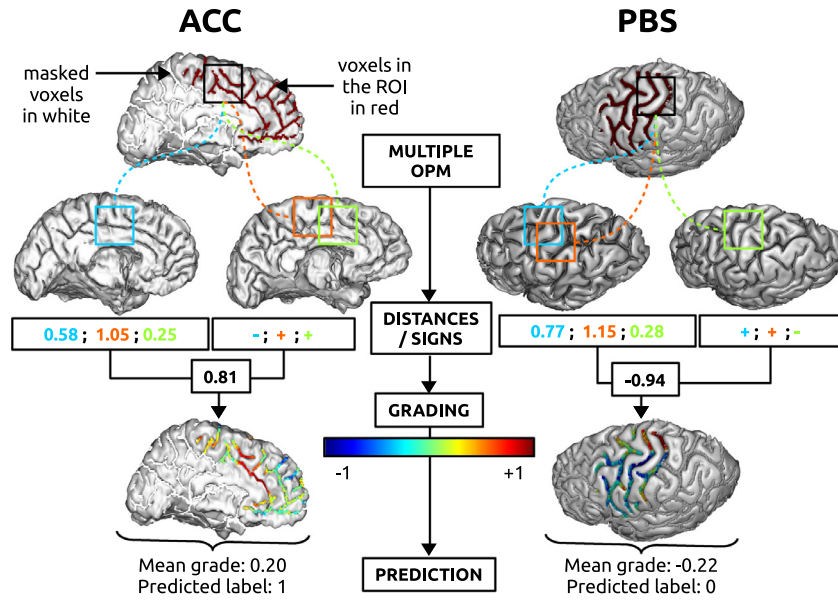 ACC
PBS
masked
voxels
in white
voxels in
the ROI
in red
MULTIPLE
OPM
0.58 ; 1.05 ; 0.25
- ; + ; +
DISTANCES
/ SIGNS
0.77 ; 1.15 ; 0.28
+ ; + ; -
0.81
-0.94
GRADING
-1
+1
Mean grade: 0.20
Predicted label: 1
PREDICTION
Mean grade: -0.22
Predicted label: 0